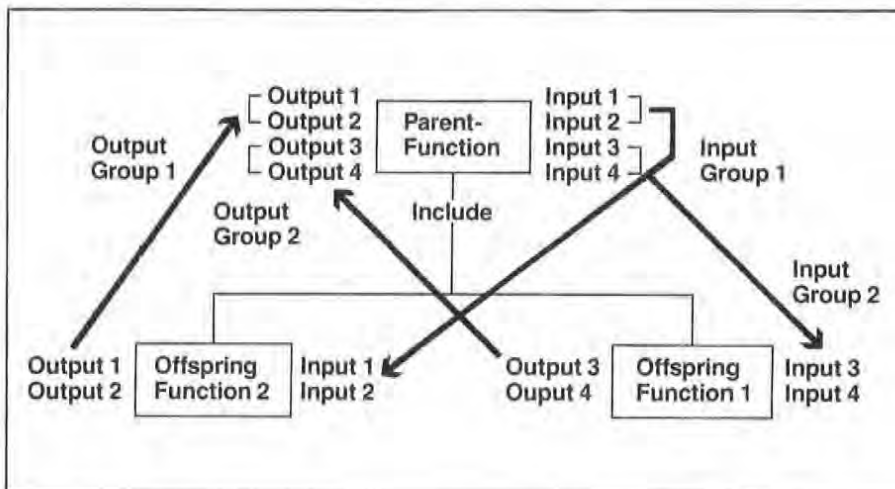 Output 1
Output 2
Output 3
Output 4
Parent-
Function
Input 1
Input 2
Input 3
Input 4
Output
Group 1
Input
Group 1
Output
Group 2
Include
Input
Group 2
Output 1
Output 2
Offspring
Function 2
Input 1
Input 2
Output 3
Ouput 4
Offspring
Function 1
Input 3
Input 4